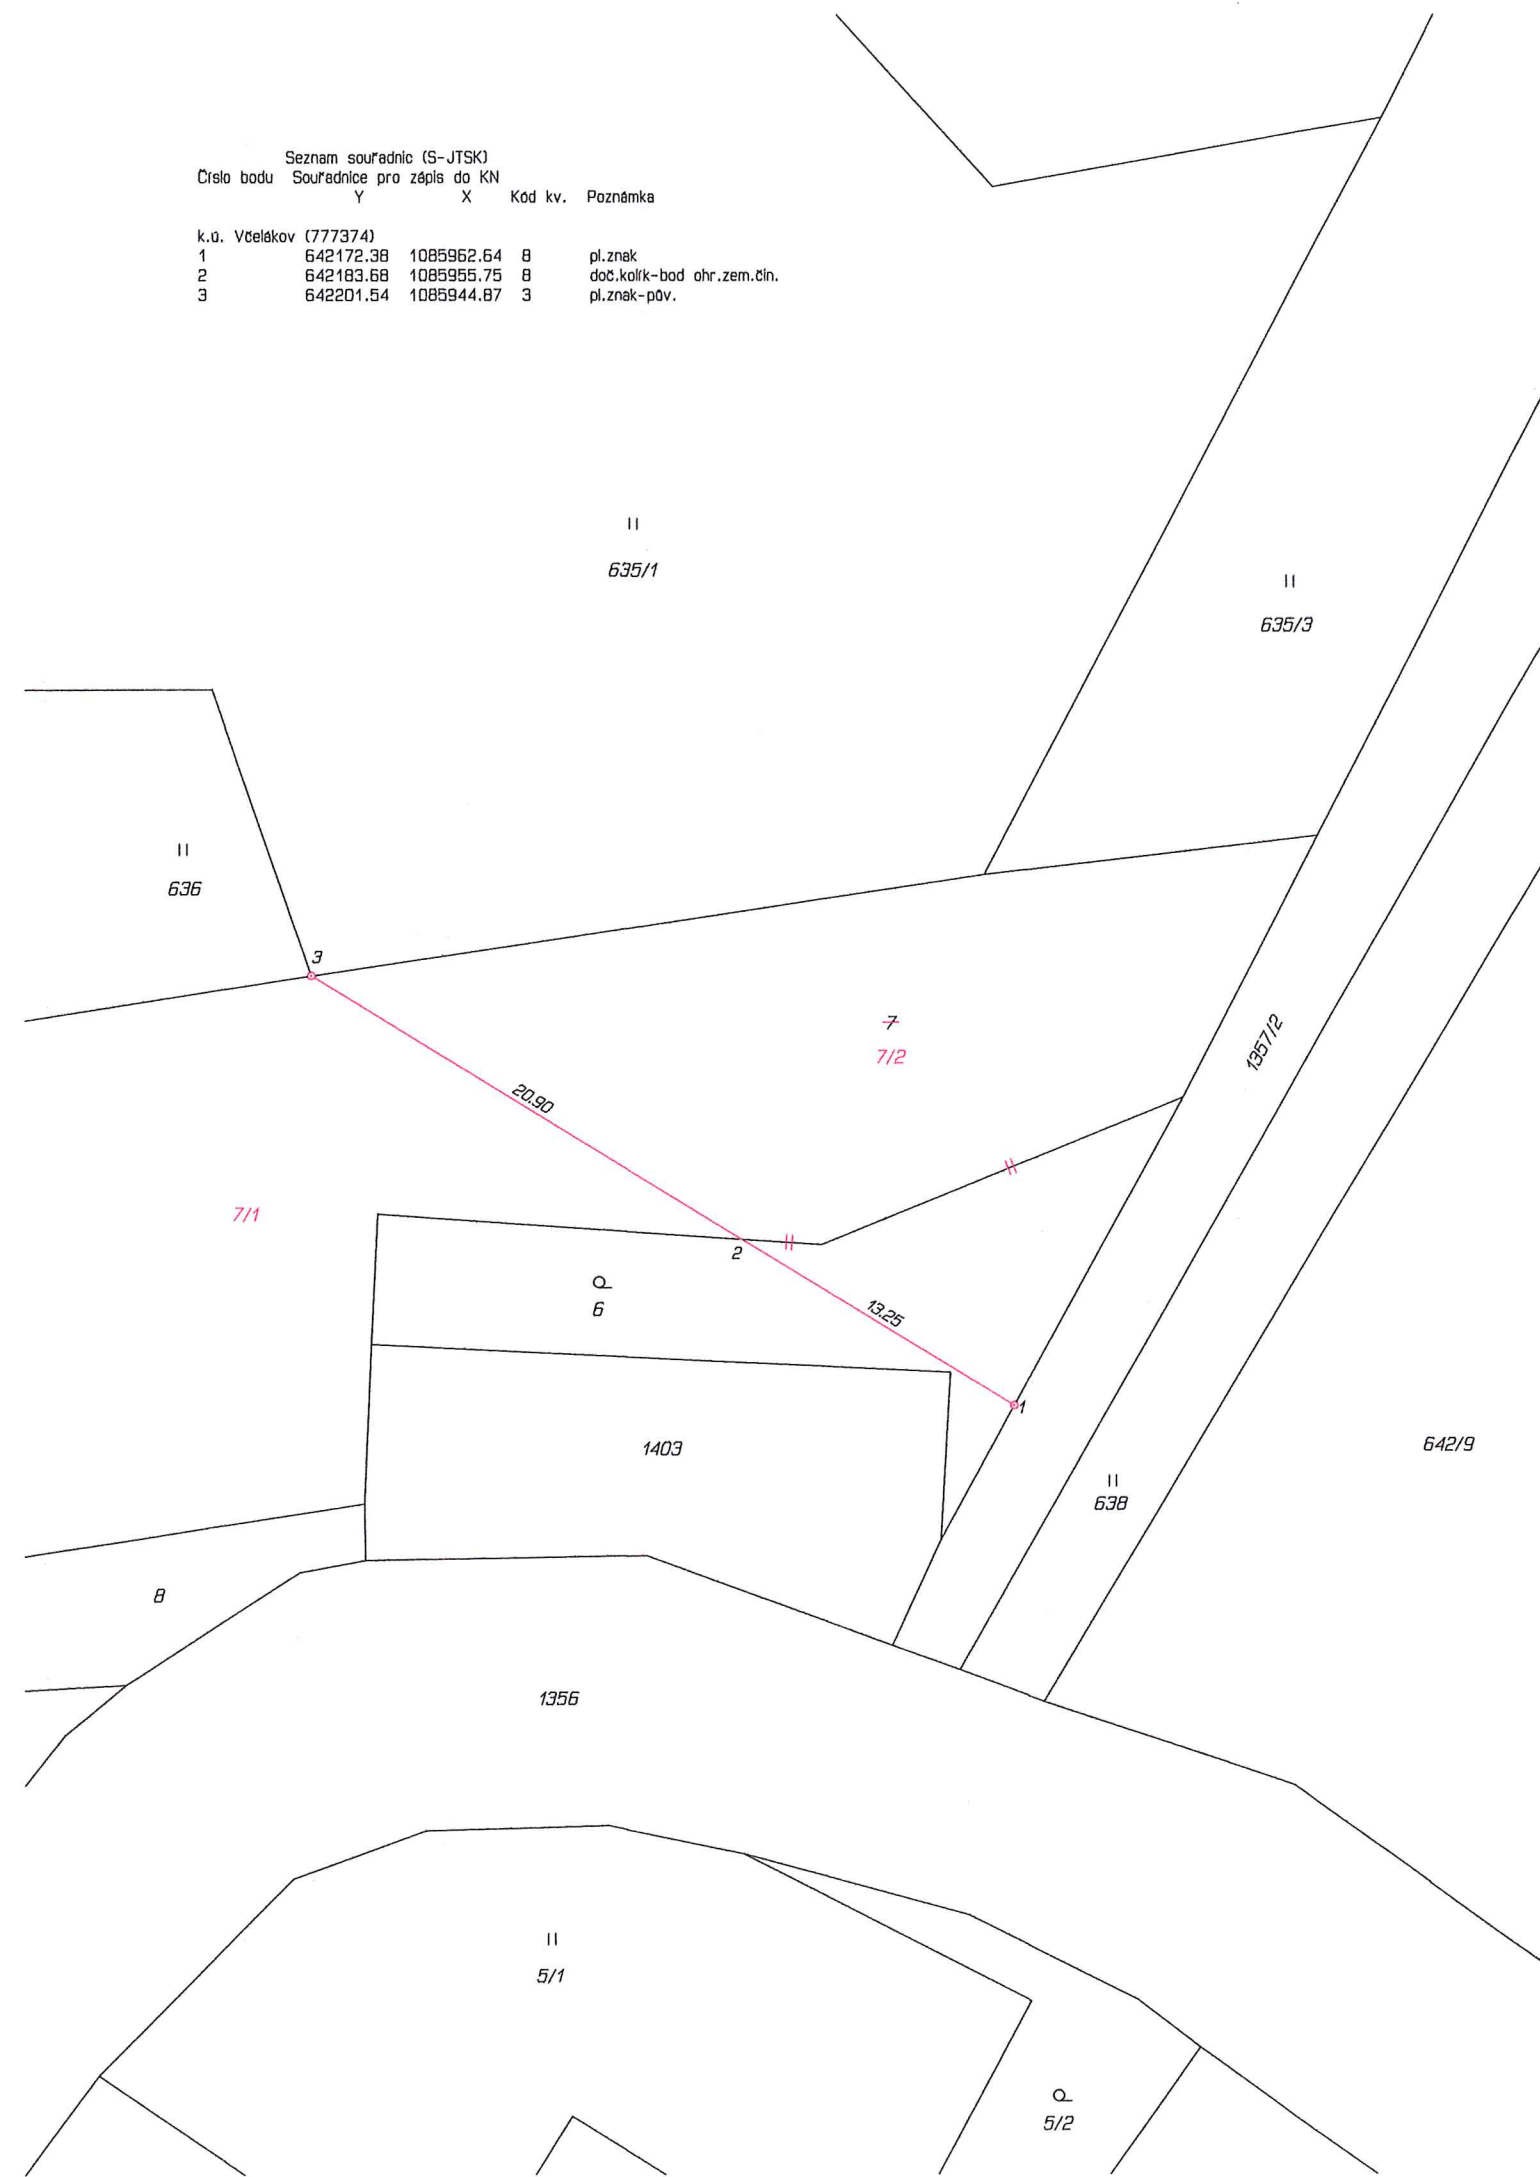 Seznam souřadnic (S-JTSK)
Číslo bodu Souřadnice pro zápis do KN
Y X Kód kv. Poznámka
k.ú. Včelákov (777374)
1 642172.38 1085962.64 8 pl.znak
2 642183.68 1085955.75 8 doč.kolík-bod ohr.zem.čin.
3 642201.54 1085944.87 3 pl.znak-pův.
635/1
635/3
636
3
7
7/2
1357/2
20.90
7/1
2
6
13.25
1
1403
642/9
638
8
1356
5/1
5/2